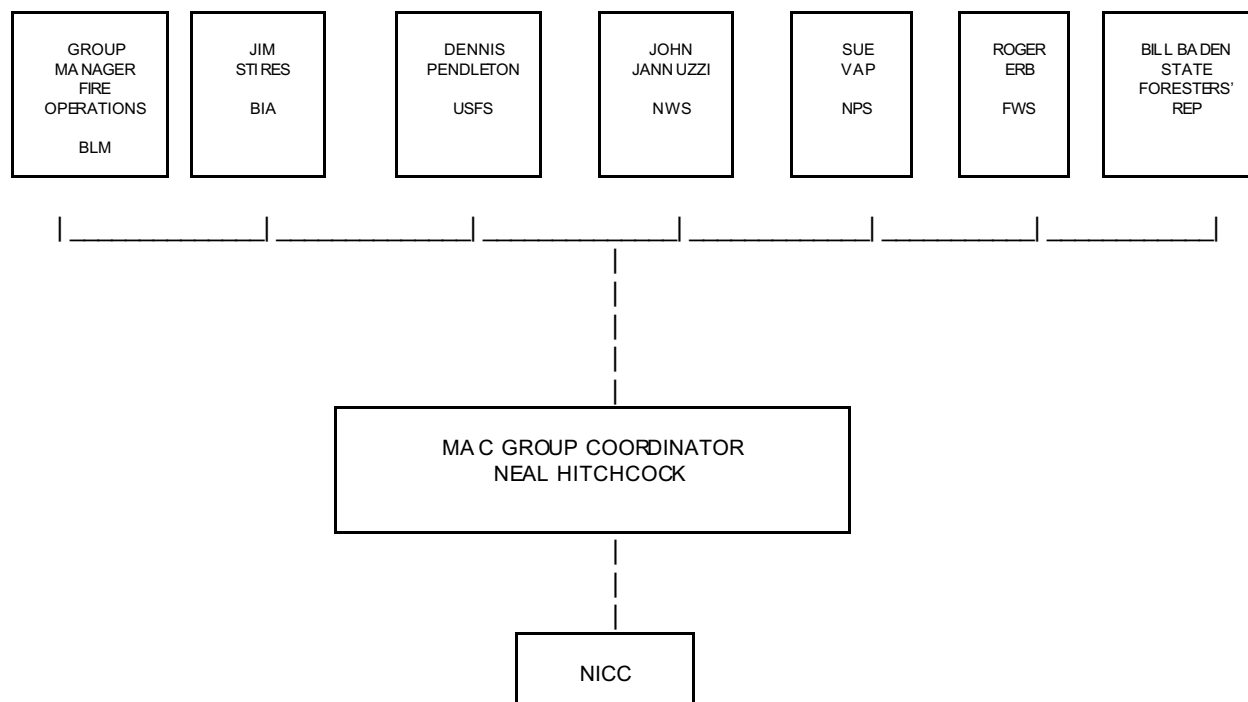 GROUP
MANAGER
FIRE
OPERATIONS
BLM
JIM
STIRES
BIA
DENNIS
PENDLETON
USFS
JOHN
JANNUZZI
NWS
SUE
VAP
NPS
ROGER
ERB
FWS
BILL BADEN
STATE
FORESTERS'
REP
MAC GROUP COORDINATOR
NEAL HITCHCOCK
NICC